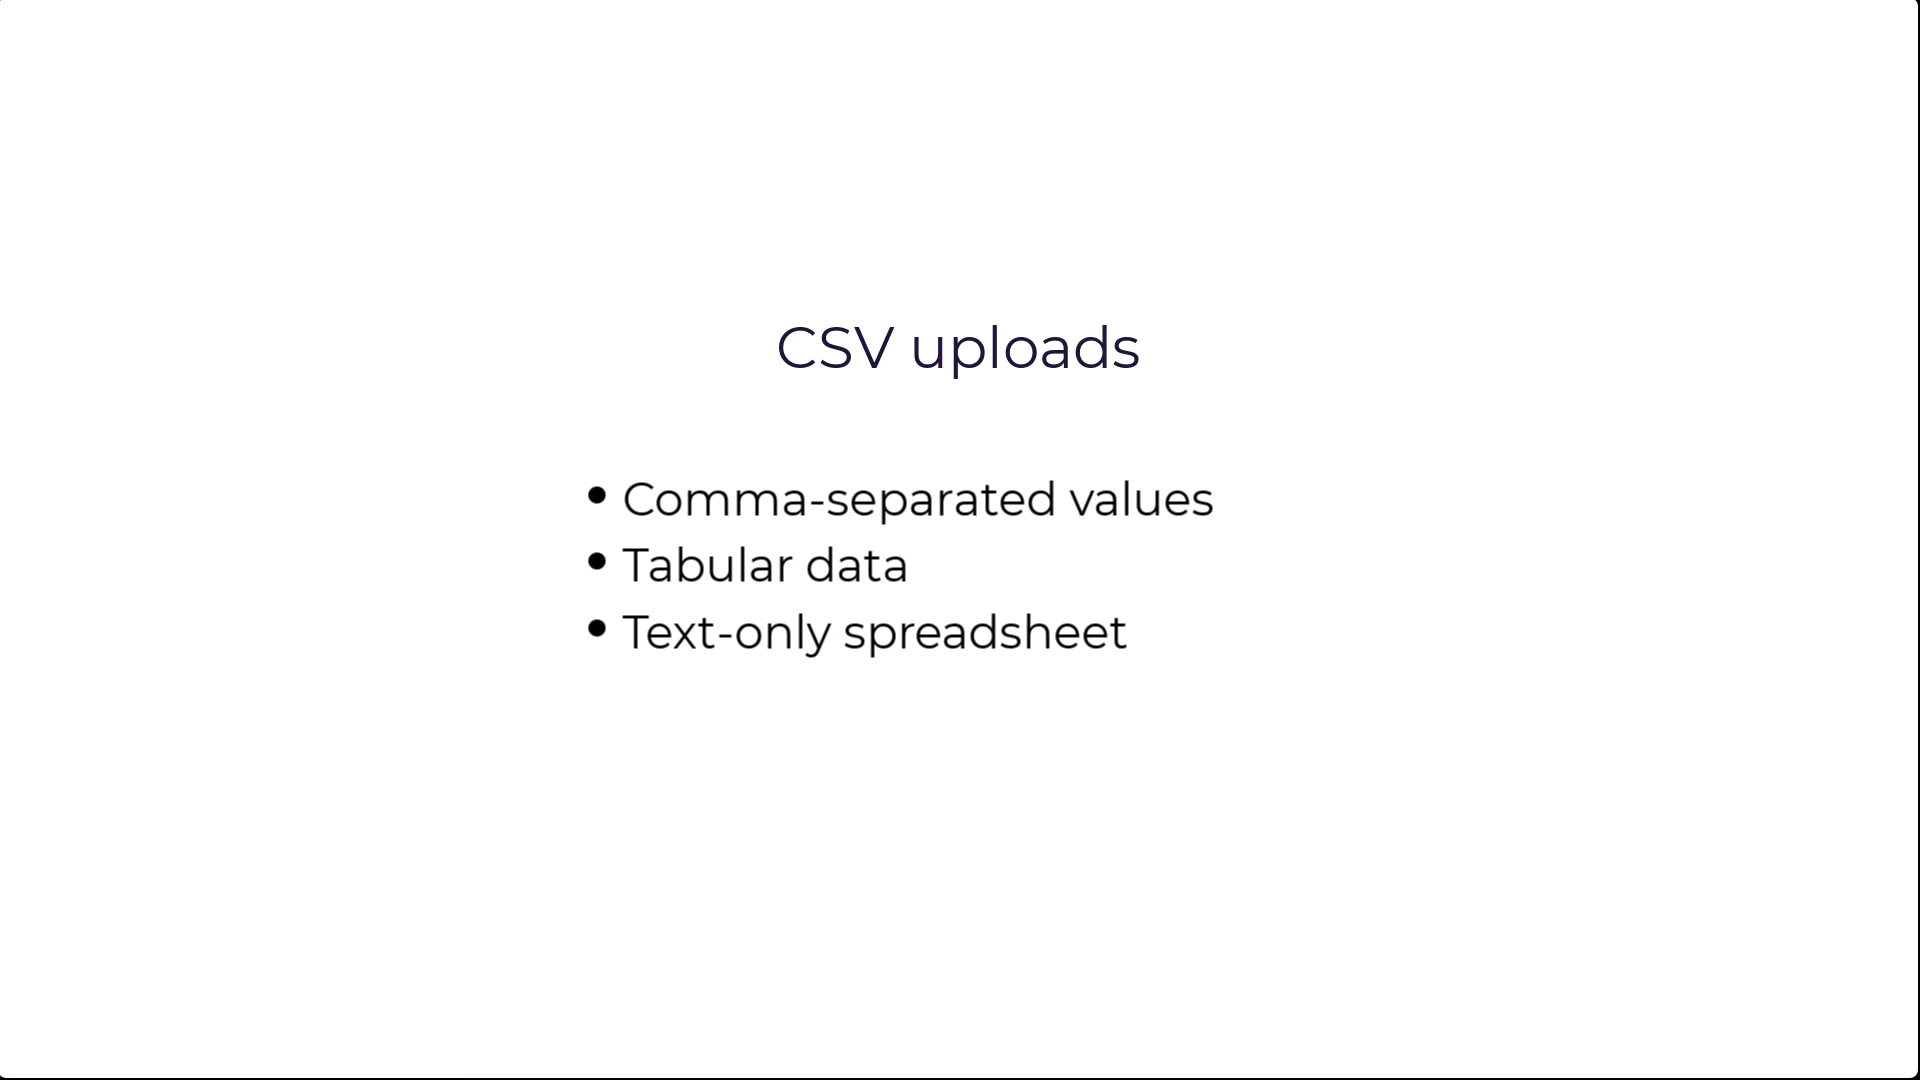 CSV uploads
• Comma-separated values
• Tabular data
• Text-only spreadsheet